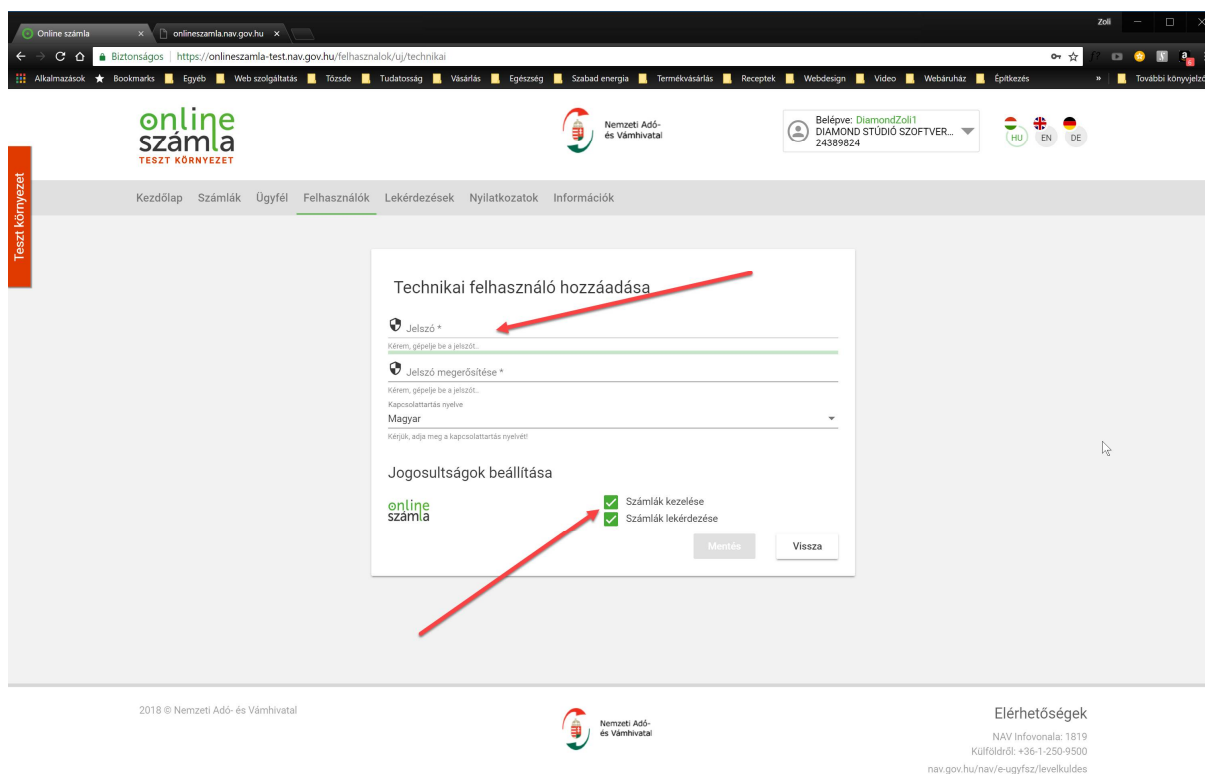 Zoli
Online számla
onlineszamla.nav.gov.hu
Biztonságos https://onlineszamla-test.nav.gov.hu/felhasznalok/uj/technikai
Alkalmazások Bookmarks Egyéb Web szolgáltatás Tőzsde Tudatosság Vásárlás Egészség Szabad energia Termékvásárlás Receptek Webdesign Video Webáruház Építkezés » További könyvjelző
online
számla
TESZT KÖRNYEZET
Nemzeti Adó-
és Vámhivatal
Belépve: DiamondZoli1
DIAMOND STÚDIÓ SZOFTVER...
24389824
HU EN DE
Teszt környezet
Kezdőlap Számlák Ügyfél Felhasználók Lekérdezések Nyilatkozatok Információk
Technikai felhasználó hozzáadása
Jelszó *
Kérem, gépelje be a jelszót..
Jelszó megerősítése *
Kérem, gépelje be a jelszót..
Kapcsolattartás nyelve
Magyar
Kérjük, adja meg a kapcsolattartás nyelvét!
Jogosultságok beállítása
online
számla
Számlák kezelése
Számlák lekérdezése
Mentés Vissza
2018 © Nemzeti Adó- és Vámhivatal
Nemzeti Adó-
és Vámhivatal
Elérhetőségek
NAV Infovonala: 1819
Külföldről: +36-1-250-9500
nav.gov.hu/nav/e-ugyfsz/levelkuldes